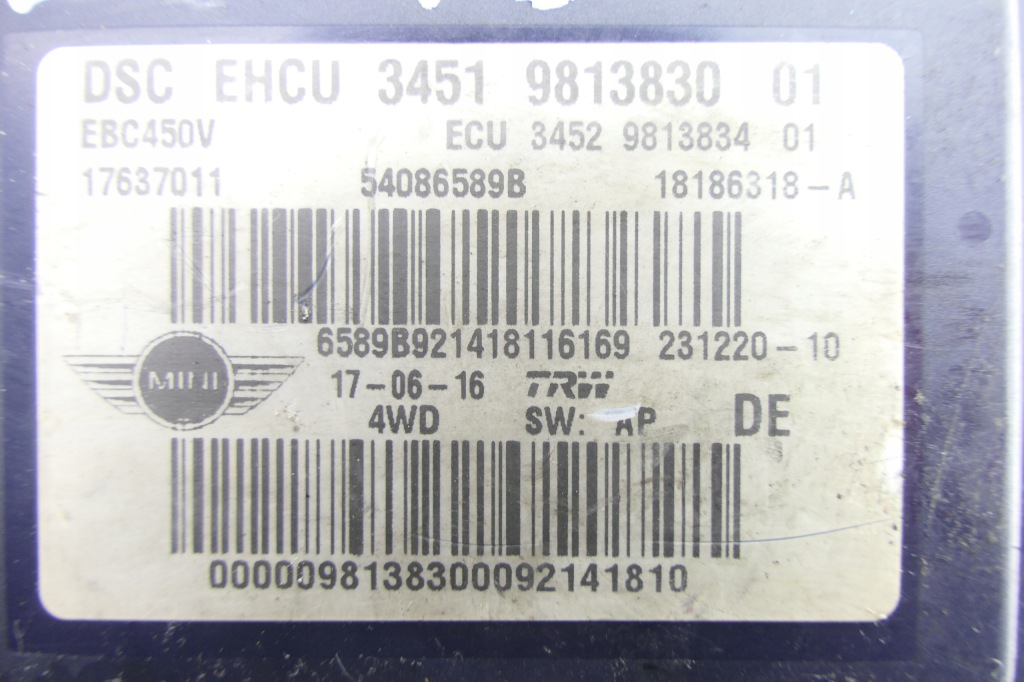 DSC EHCU 3451 9813830 01
EBC450V ECU 3452 9813834 01
17637011 54086589B 18186318-A
6589B921418116169 231220-10
MINI 17-06-16 TRW
4WD SW: AP DE
00000981383000092141810